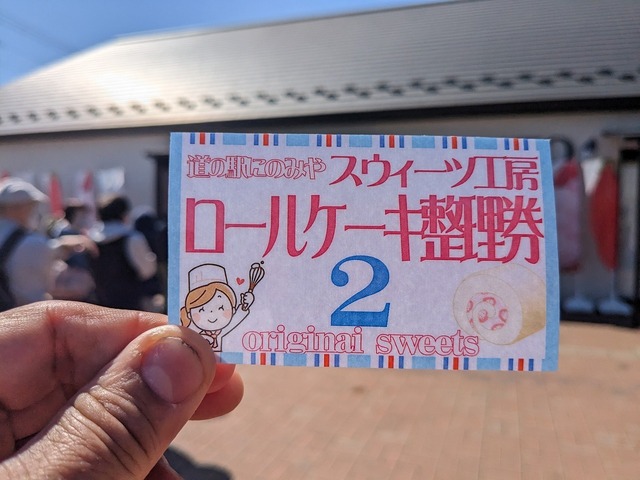 道の駅にのみや スウィーツ工房
ロールケーキ整理券
2
originai sweets